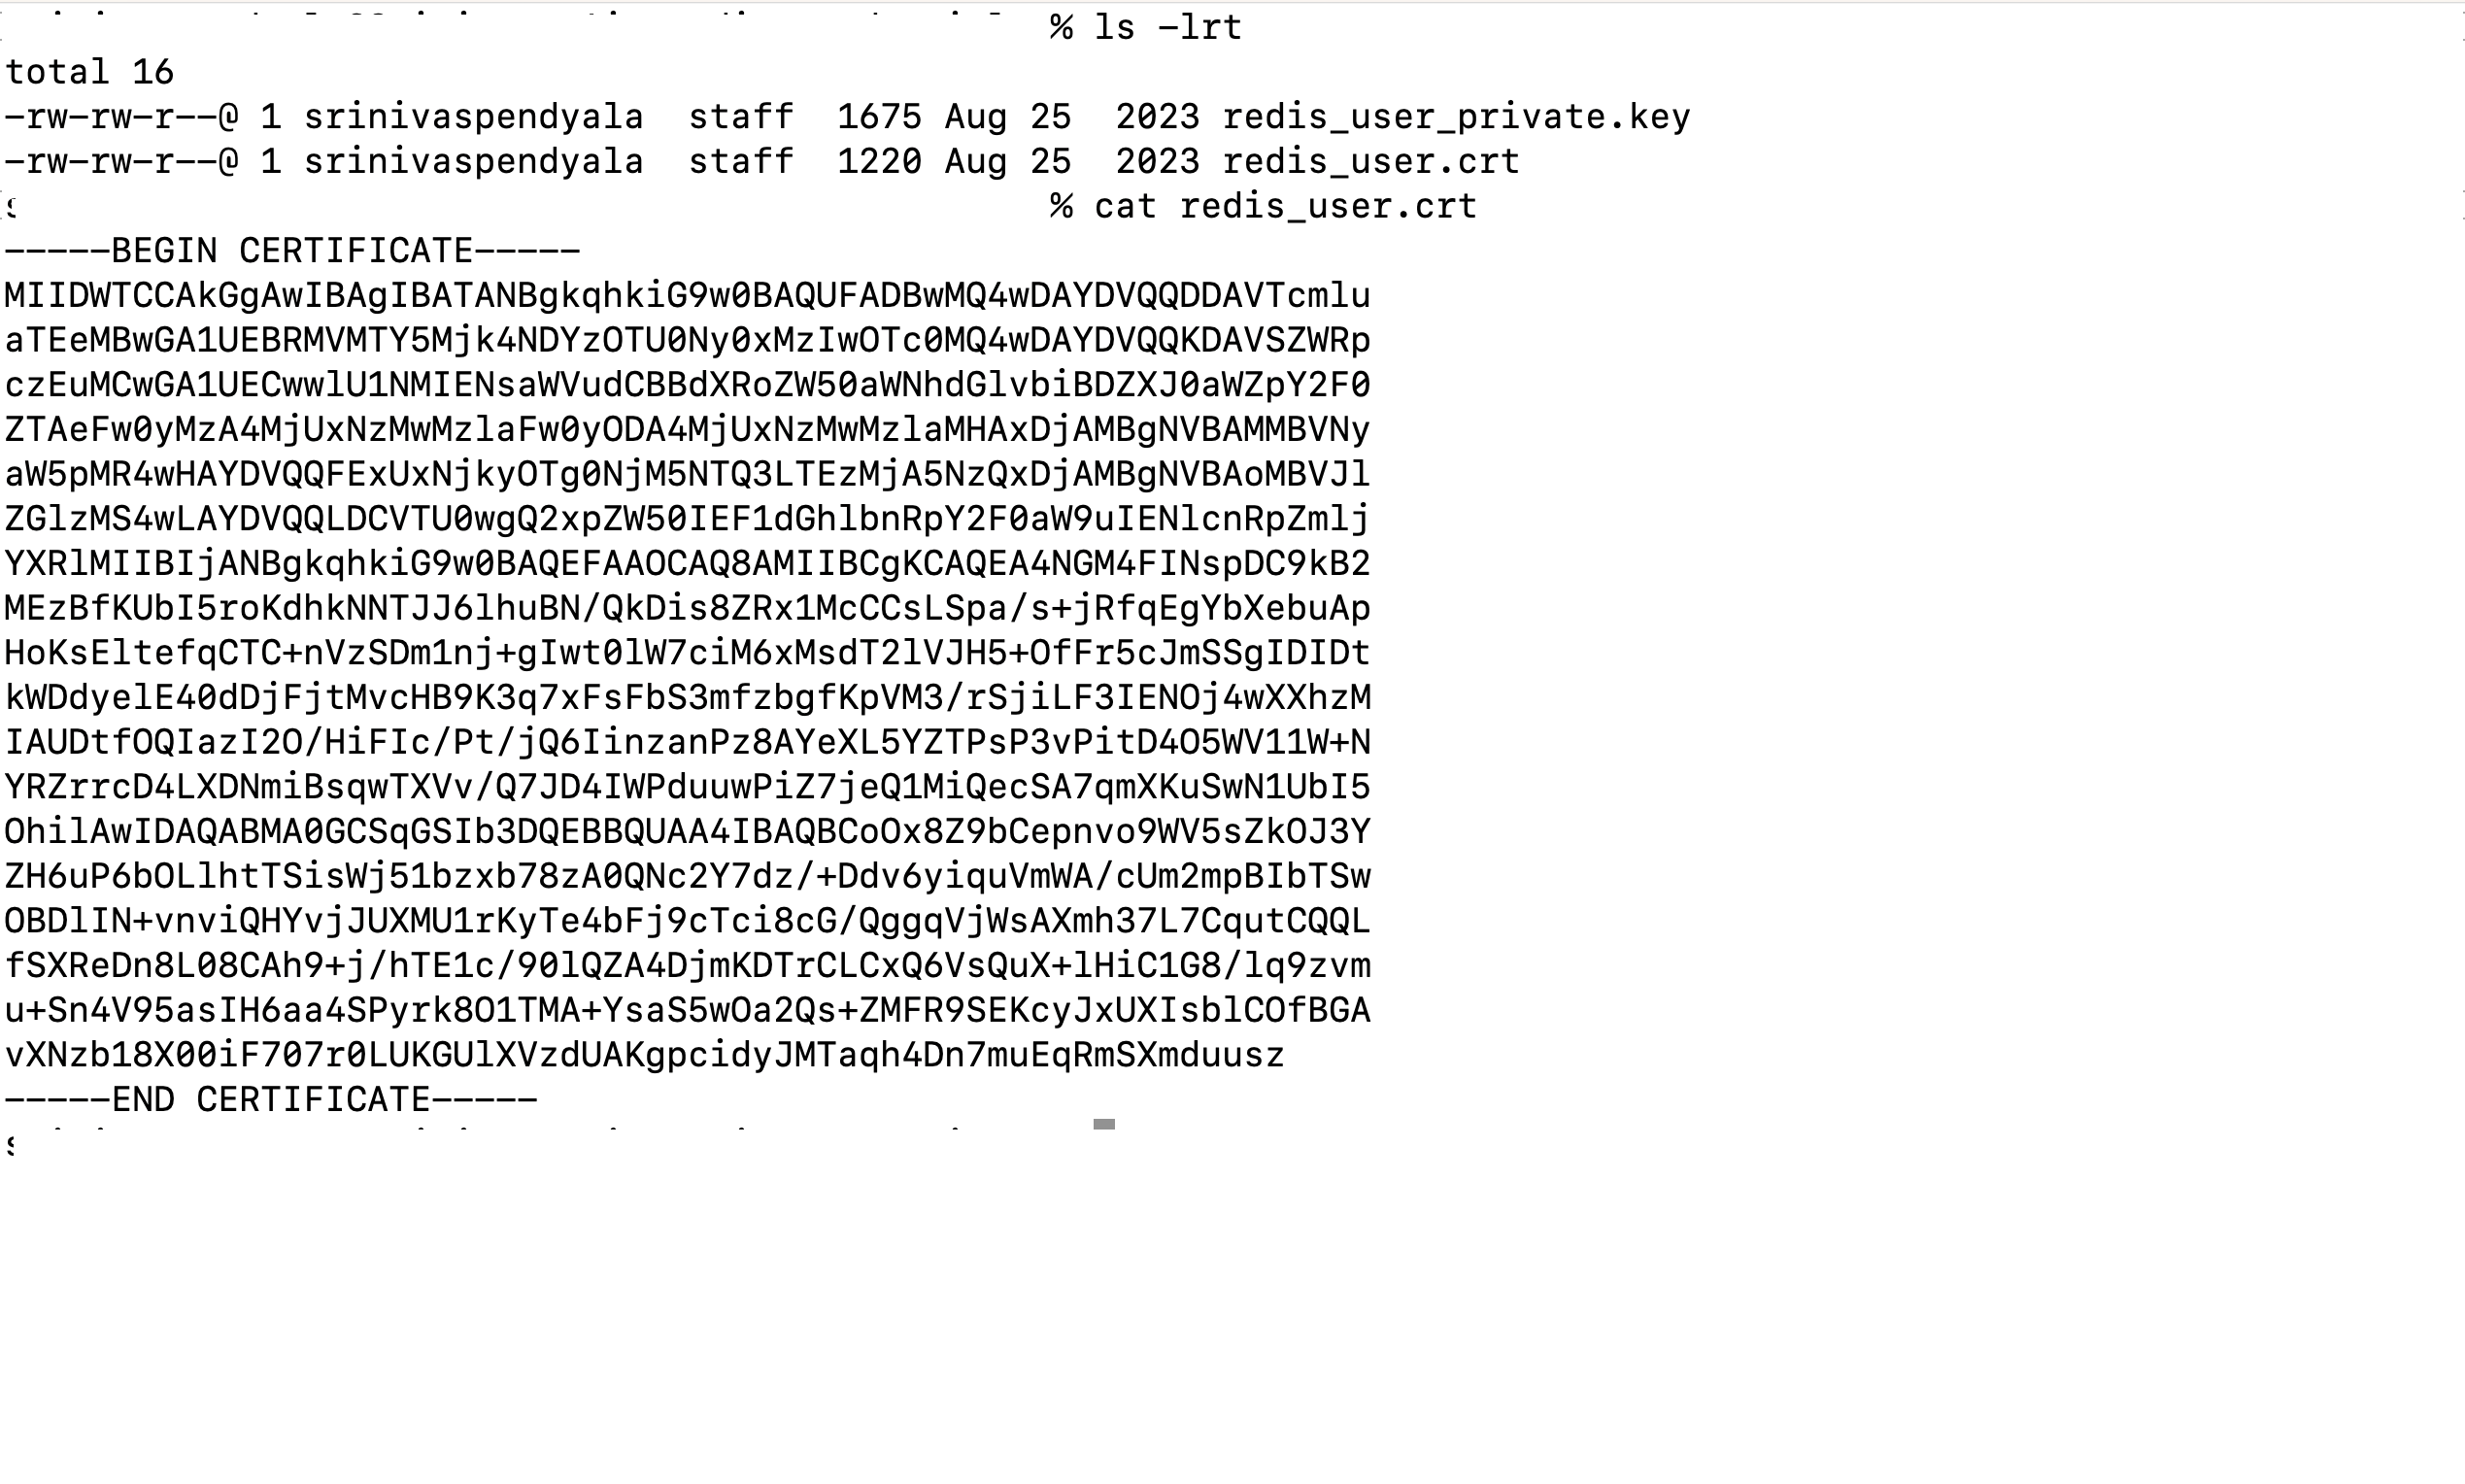 % ls -lrt
total 16
-rw-rw-r--@ 1 srinivaspendyala  staff  1675 Aug 25  2023 redis_user_private.key
-rw-rw-r--@ 1 srinivaspendyala  staff  1220 Aug 25  2023 redis_user.crt
% cat redis_user.crt
-----BEGIN CERTIFICATE-----
MIIDWTCCAkGgAwIBAgIBATANBgkqhkiG9w0BAQUFADBwMQ4wDAYDVQQDDAVTcmlu
aTEeMBwGA1UEBRMVMTY5Mjk4NDYzOTU0Ny0xMzIwOTc0MQ4wDAYDVQQKDAVSZWRp
czEuMCwGA1UECwwlU1NMIENsaWVudCBBdXRoZW50aWNhdGlvbiBDZXJ0aWZpY2F0
ZTAeFw0yMzA4MjUxNzMwMzlaFw0yODA4MjUxNzMwMzlaMHAxDjAMBgNVBAMMBVNy
aW5pMR4wHAYDVQQFExUxNjkyOTg0NjM5NTQ3LTEzMjA5NzQxDjAMBgNVBAoMBVJl
ZGlzMS4wLAYDVQQLDCVTU0wgQ2xpZW50IEF1dGhlbnRpY2F0aW9uIENlcnRpZmlj
YXRlMIIBIjANBgkqhkiG9w0BAQEFAAOCAQ8AMIIBCgKCAQEA4NGM4FINspDC9kB2
MEzBfKUbI5roKdhkNNTJJ6lhuBN/QkDis8ZRx1McCCsLSpa/s+jRfqEgYbXebuAp
HoKsEltefqCTC+nVzSDm1nj+gIwt0lW7ciM6xMsdT2lVJH5+OfFr5cJmSSgIDIDt
kWDdyelE40dDjFjtMvcHB9K3q7xFsFbS3mfzbgfKpVM3/rSjiLF3IENOj4wXXhzM
IAUDtfOQIazI2O/HiFIc/Pt/jQ6IinzanPz8AYeXL5YZTPsP3vPitD4O5WV11W+N
YRZrrcD4LXDNmiBsqwTXVv/Q7JD4IWPduuwPiZ7jeQ1MiQecSA7qmXKuSwN1UbI5
OhilAwIDAQABMA0GCSqGSIb3DQEBBQUAA4IBAQBCoOx8Z9bCepnvo9WV5sZkOJ3Y
ZH6uP6bOLlhtTSisWj51bzxb78zA0QNc2Y7dz/+Ddv6yiquVmWA/cUm2mpBIbTSw
OBDlIN+vnviQHYvjJUXMU1rKyTe4bFj9cTci8cG/QggqVjWsAXmh37L7CqutCQQL
fSXReDn8L08CAh9+j/hTE1c/90lQZA4DjmKDTrCLCxQ6VsQuX+lHiC1G8/lq9zvm
u+Sn4V95asIH6aa4SPyrk8O1TMA+YsaS5wOa2Qs+ZMFR9SEKcyJxUXIsblCOfBGA
vXNzb18X00iF707r0LUKGUlXVzdUAKgpcidyJMTaqh4Dn7muEqRmSXmduusz
-----END CERTIFICATE-----